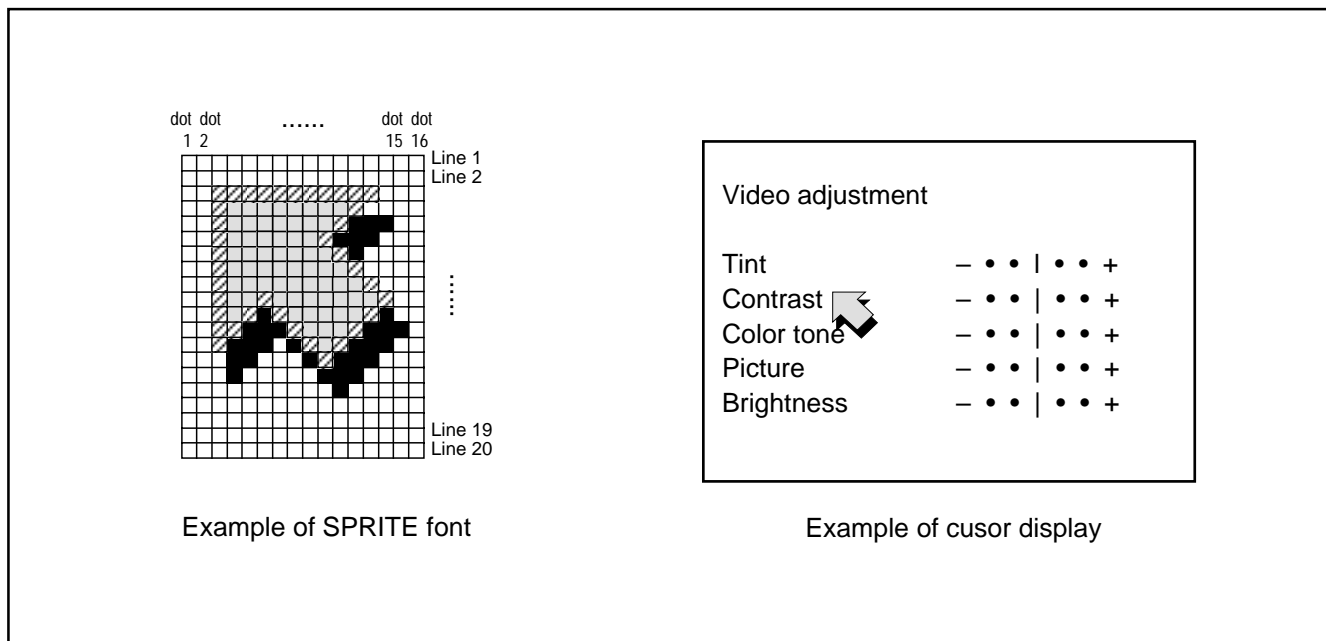 dot dot ...... dot dot
1 2 15 16
Line 1
Line 2
......
Line 19
Line 20
Example of SPRITE font
Video adjustment
Tint – • • | • • +
Contrast – • • | • • +
Color tone – • • | • • +
Picture – • • | • • +
Brightness – • • | • • +
Example of cusor display